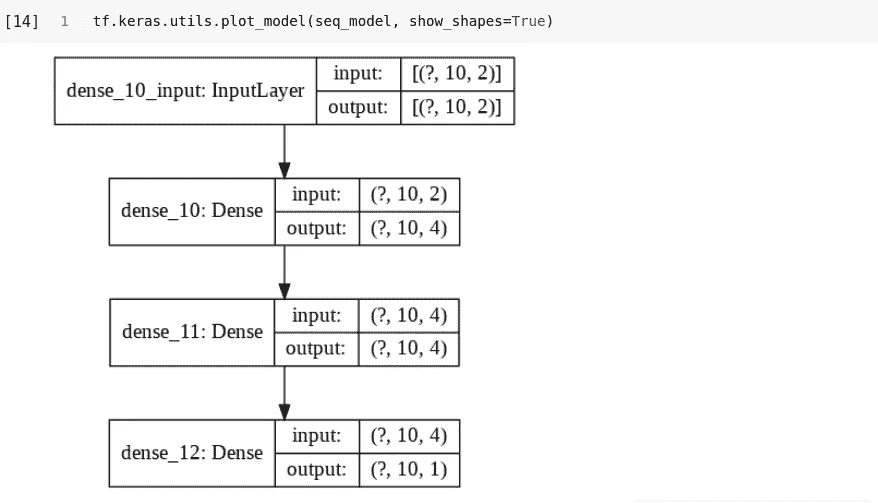 [14] 1 tf.keras.utils.plot_model(seq_model, show_shapes=True)
dense_10_input: InputLayer
input: [(?, 10, 2)]
output: [(?, 10, 2)]
dense_10: Dense
input: (?, 10, 2)
output: (?, 10, 4)
dense_11: Dense
input: (?, 10, 4)
output: (?, 10, 4)
dense_12: Dense
input: (?, 10, 4)
output: (?, 10, 1)